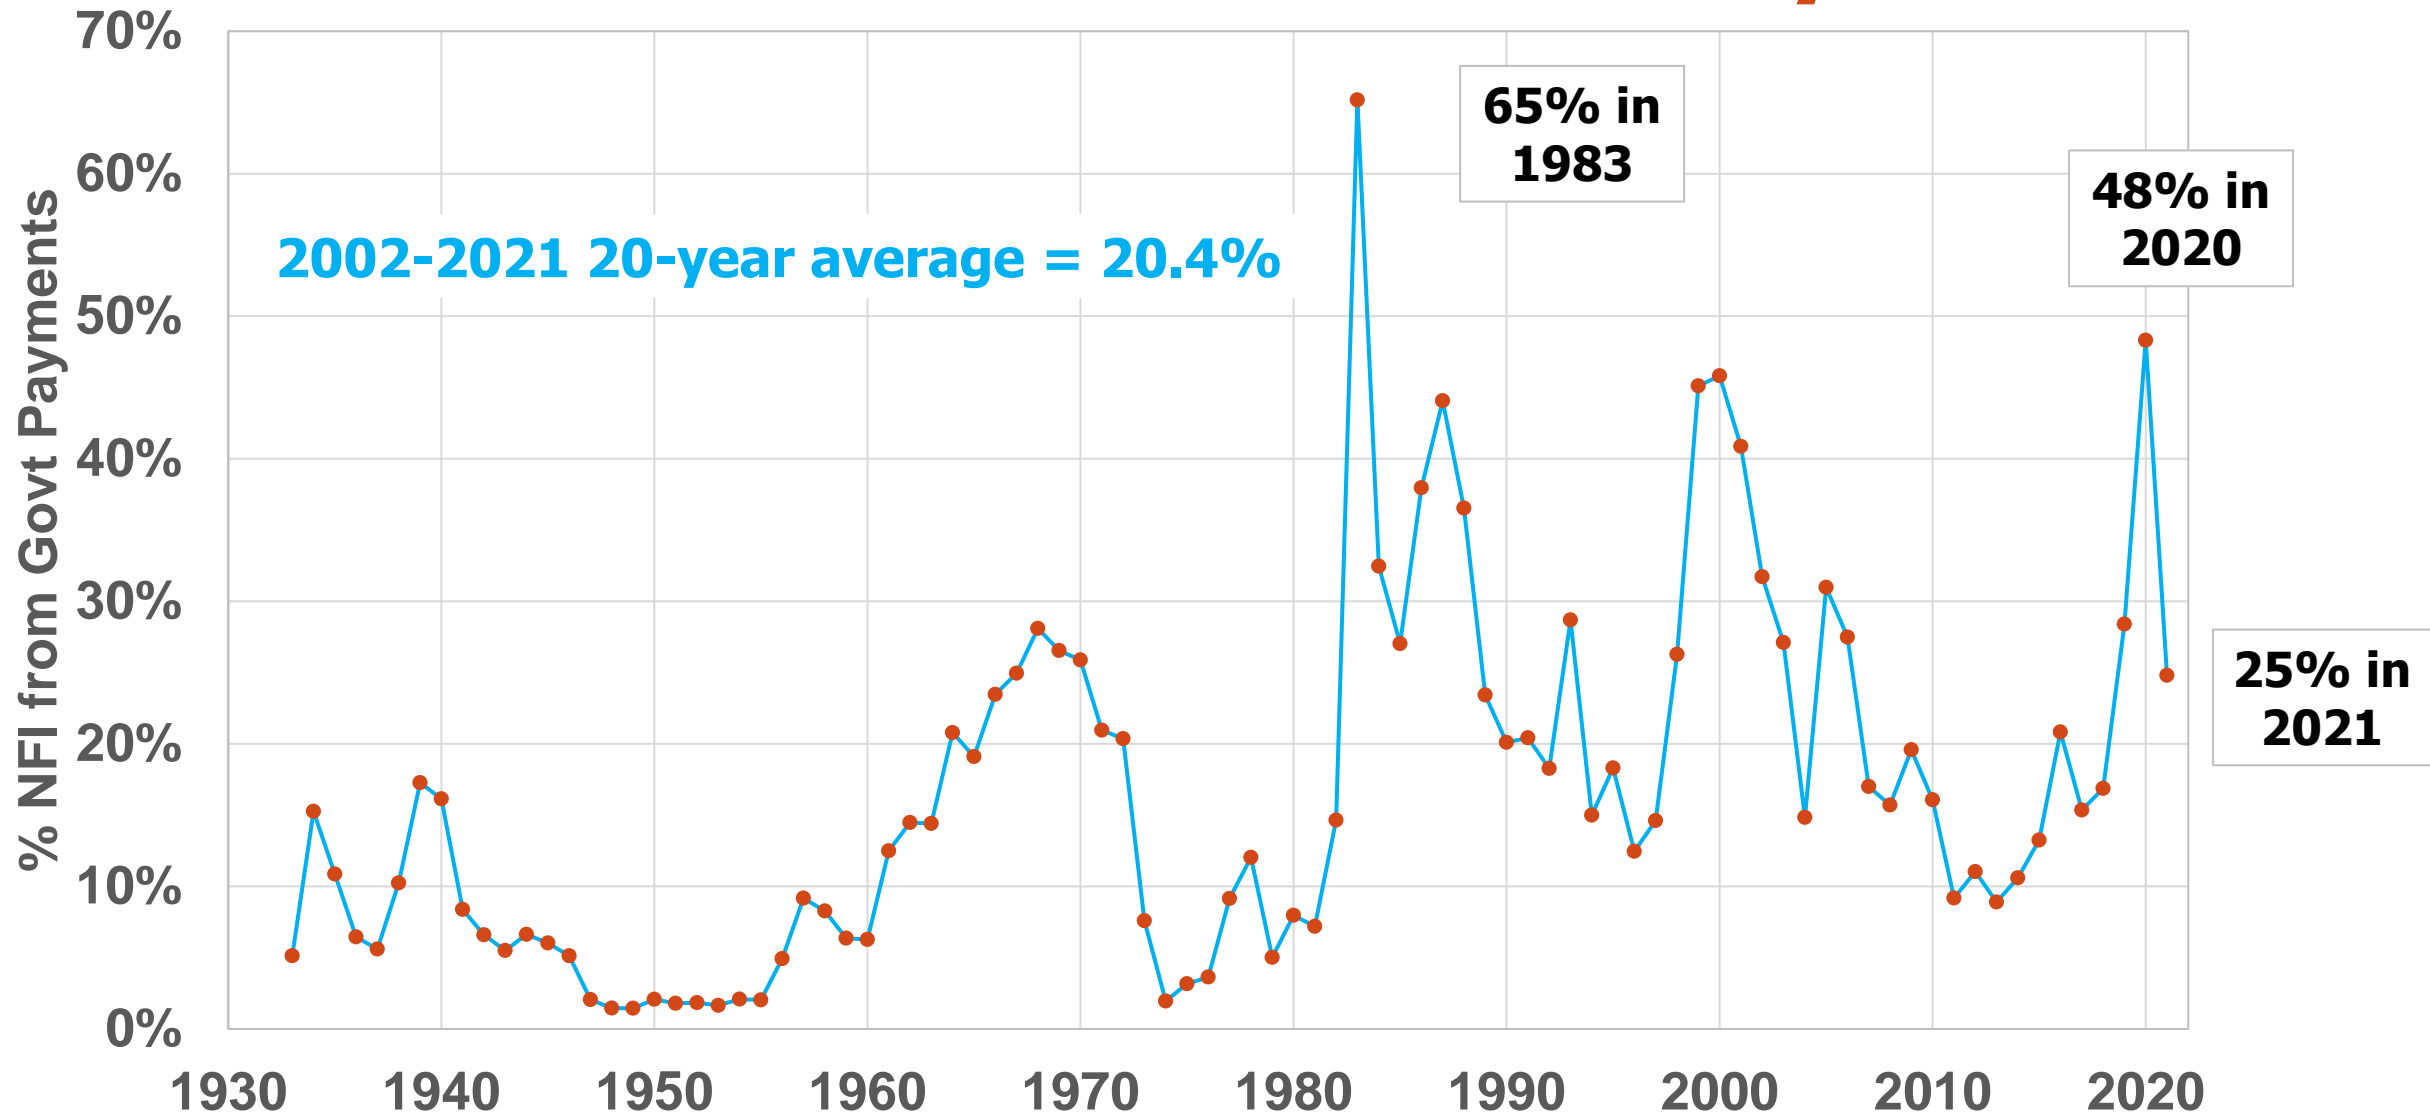 70%
60%
50%
40%
30%
20%
10%
0%
% NFI from Govt Payments
65% in
1983
48% in
2020
2002-2021 20-year average = 20.4%
25% in
2021
1930 1940 1950 1960 1970 1980 1990 2000 2010 2020